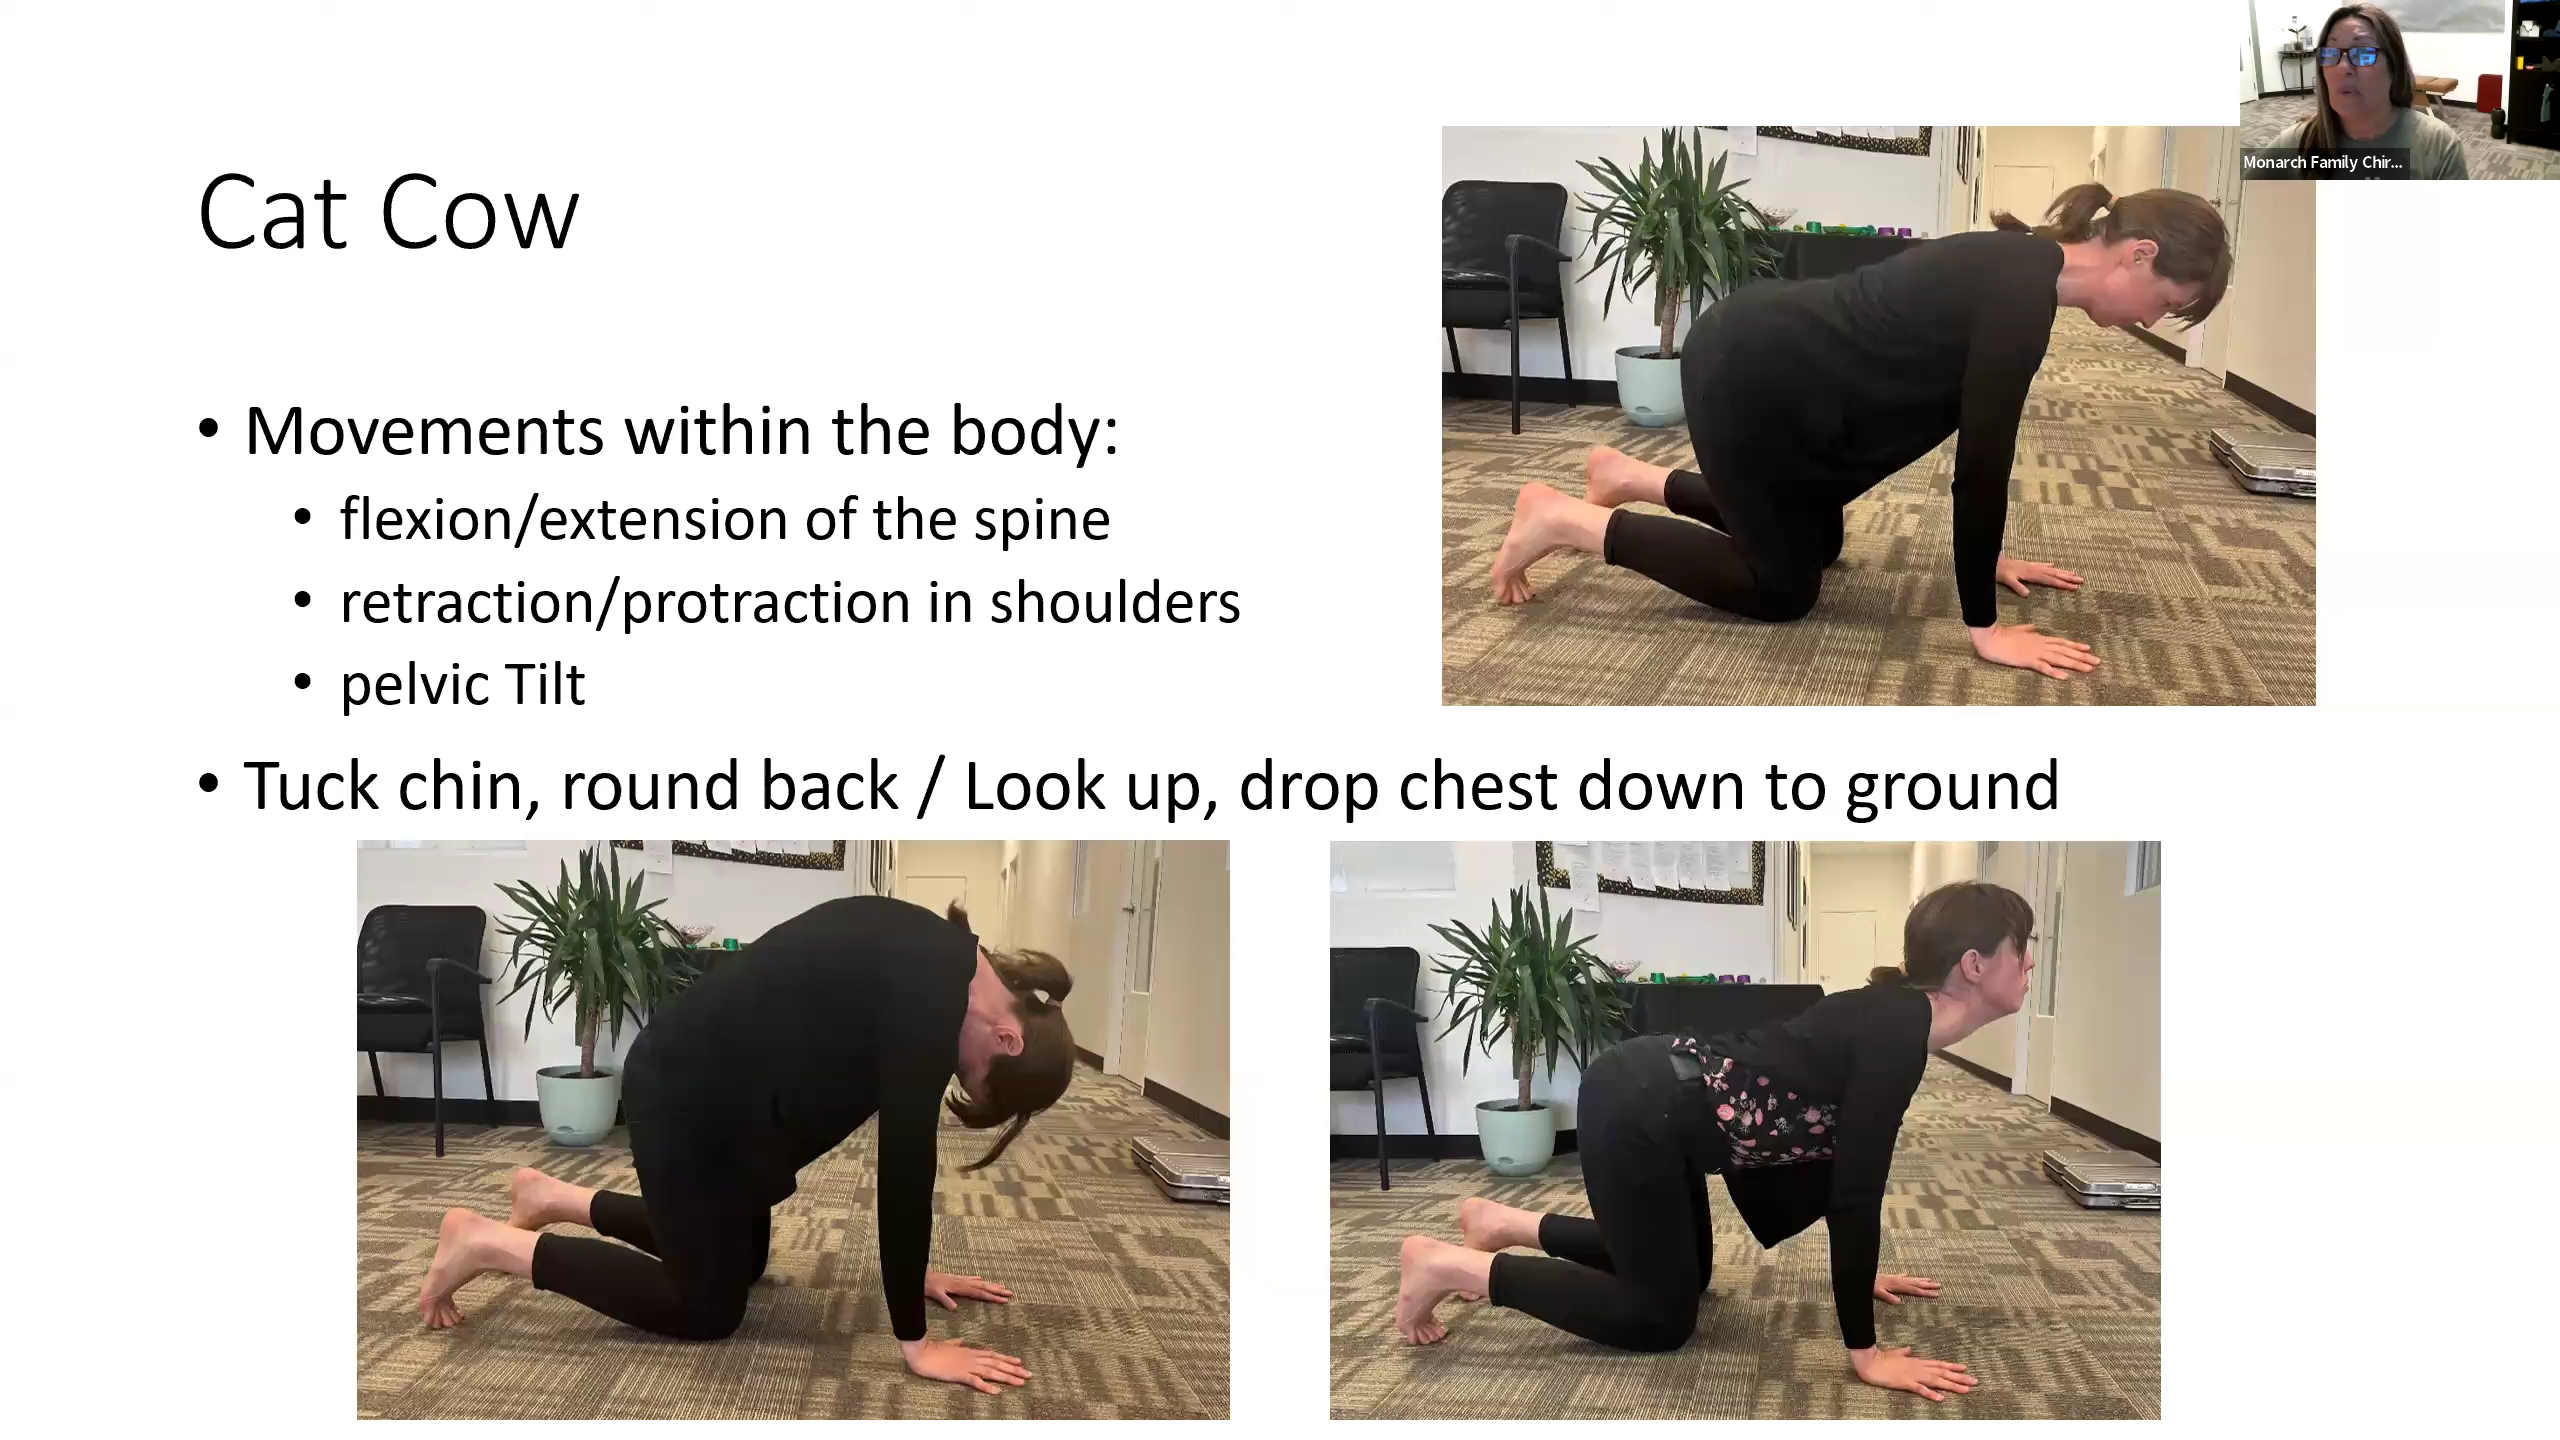 Monarch Family Chir...
Cat Cow
• Movements within the body:
• flexion/extension of the spine
• retraction/protraction in shoulders
• pelvic Tilt
• Tuck chin, round back / Look up, drop chest down to ground